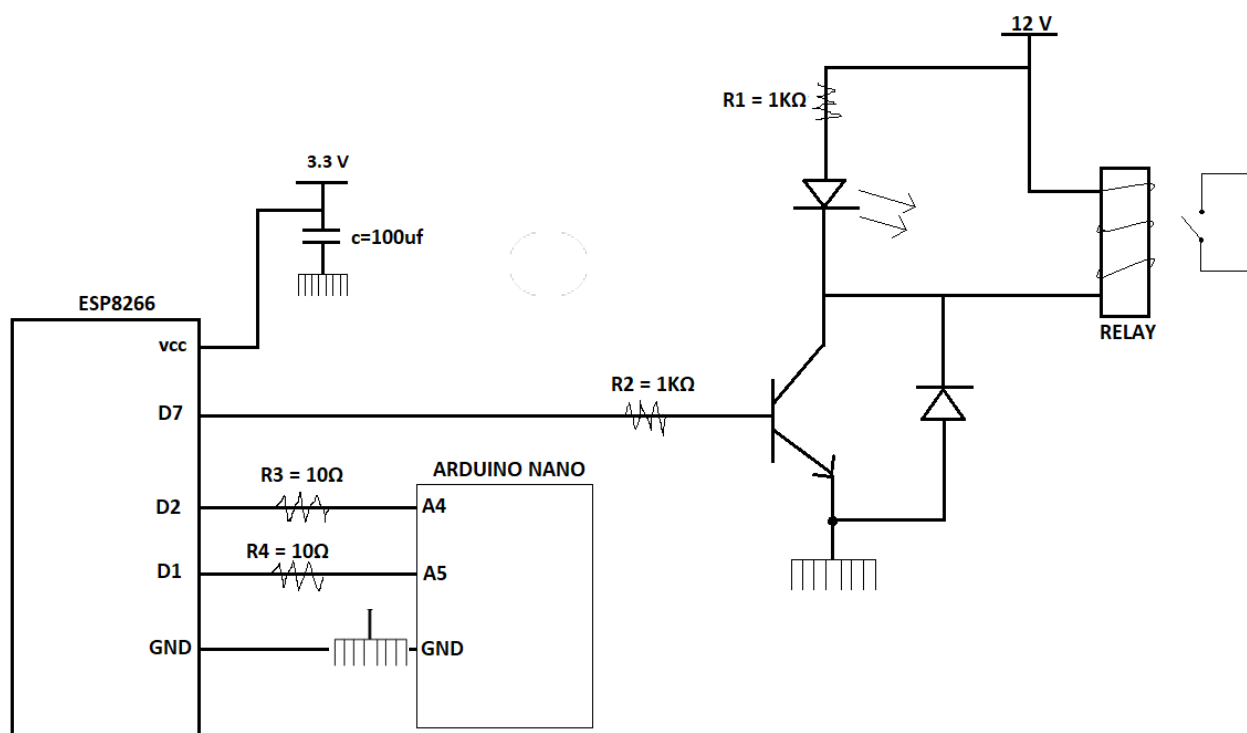 12 V
R1 = 1KΩ
3.3 V
c=100uf
ESP8266
RELAY
vcc
R2 = 1KΩ
D7
ARDUINO NANO
R3 = 10Ω
D2
A4
R4 = 10Ω
D1
A5
GND
GND